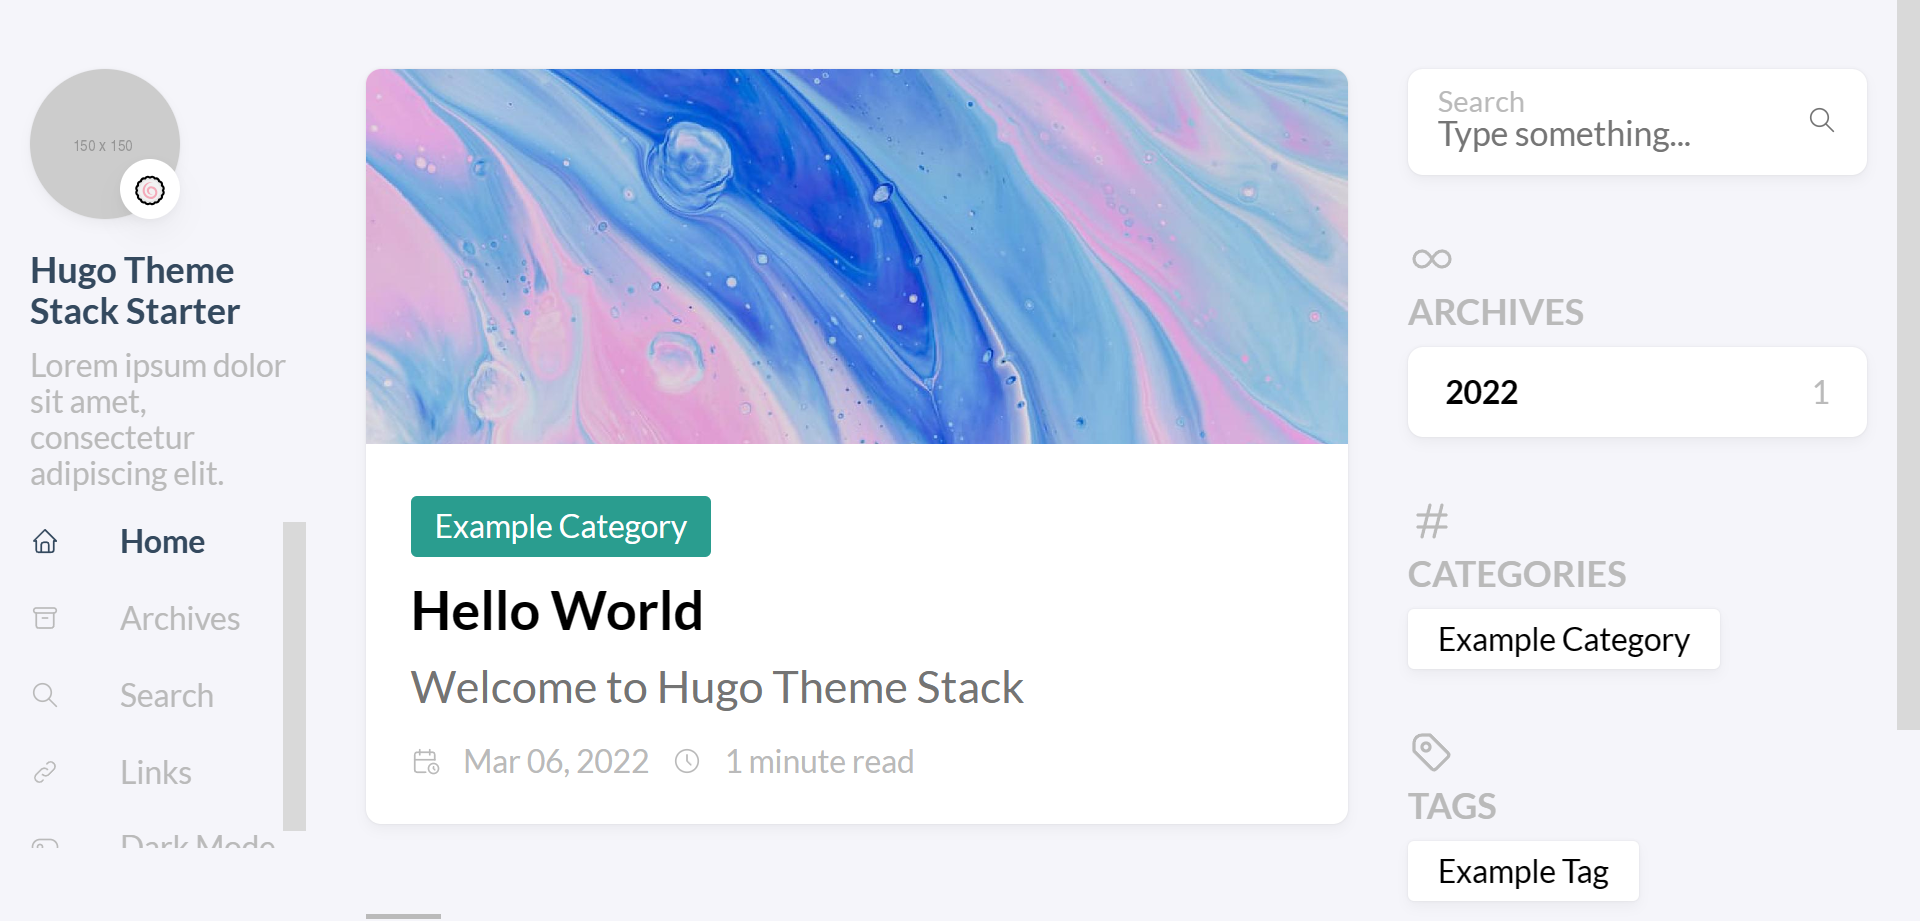 150 x 150
Hugo Theme
Stack Starter
Lorem ipsum dolor
sit amet,
consectetur
adipiscing elit.
Home
Archives
Search
Links
Dark Mode
Example Category
Hello World
Welcome to Hugo Theme Stack
Mar 06, 2022 1 minute read
Search
Type something...
ARCHIVES
2022 1
CATEGORIES
Example Category
TAGS
Example Tag